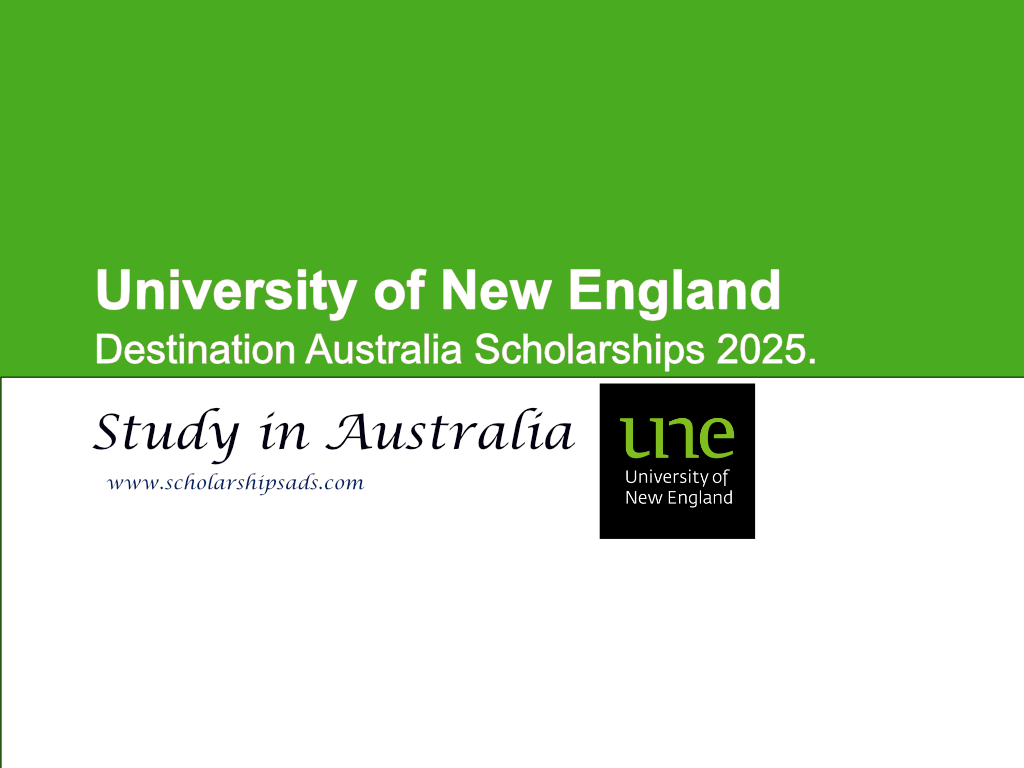 University of New England
Destination Australia Scholarships 2025.
Study in Australia
www.scholarshipsads.com
une
University of
New England